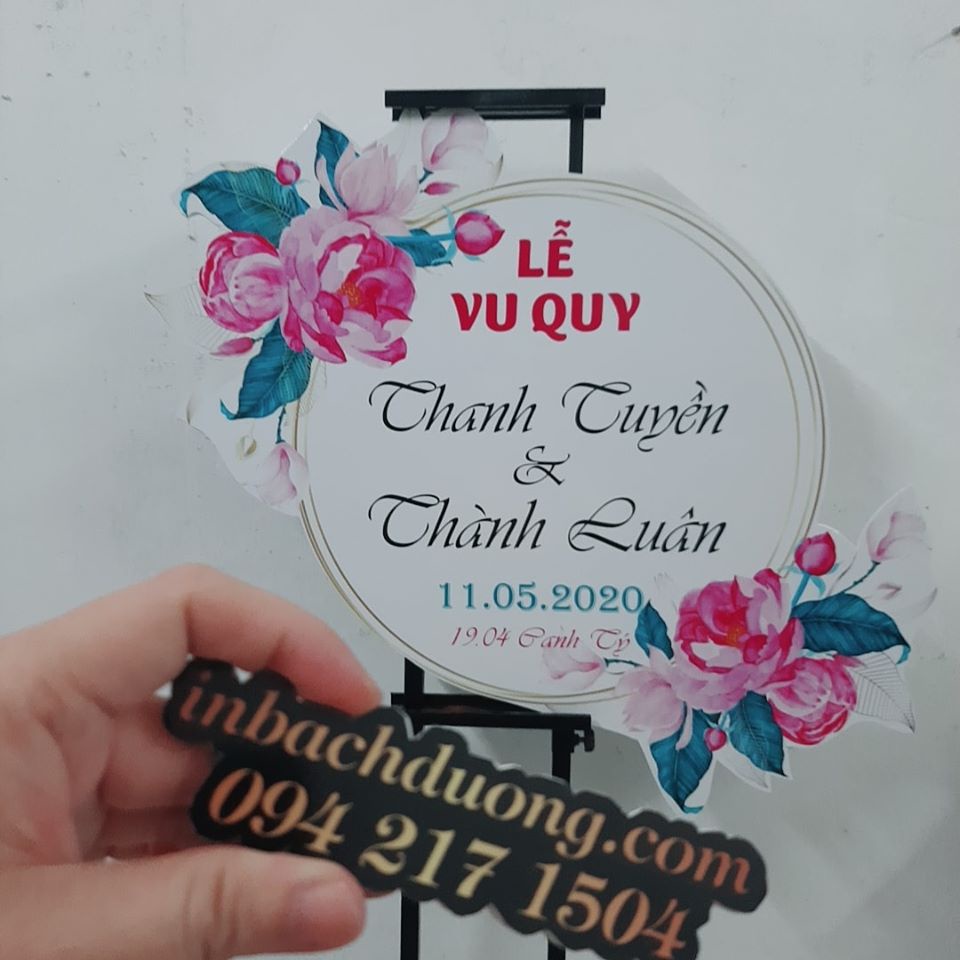 LỄ
VU QUY
Thanh Tuyền
&
Thành Luân
11.05.2020
19.04 Canh Tý
inbachduong.com
094 217 1504